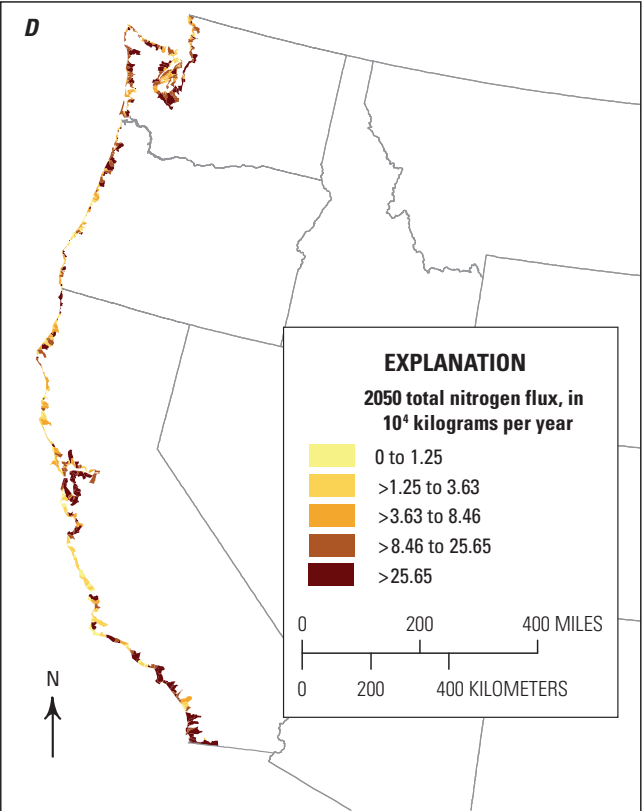 D
EXPLANATION
2050 total nitrogen flux, in
10⁴ kilograms per year
0 to 1.25
>1.25 to 3.63
>3.63 to 8.46
>8.46 to 25.65
>25.65
0 200 400 MILES
0 200 400 KILOMETERS
N